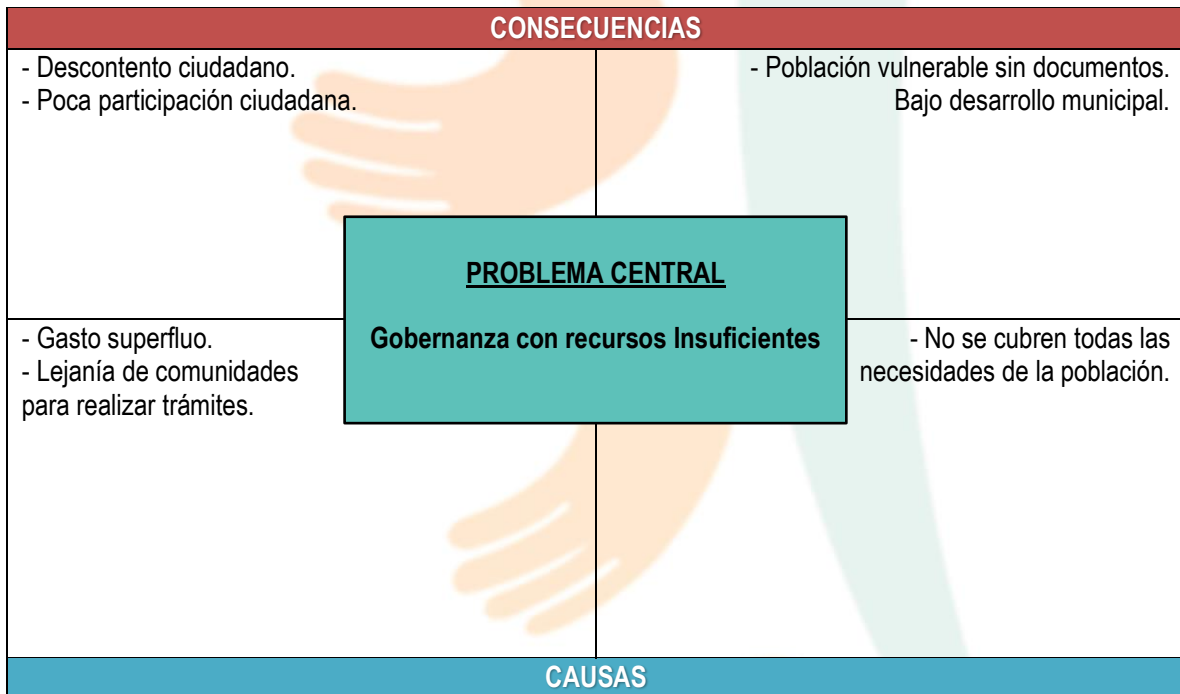 CONSECUENCIAS
- Descontento ciudadano.
- Poca participación ciudadana.
- Población vulnerable sin documentos.
Bajo desarrollo municipal.
PROBLEMA CENTRAL
Gobernanza con recursos Insuficientes
- Gasto superfluo.
- Lejanía de comunidades
para realizar trámites.
- No se cubren todas las
necesidades de la población.
CAUSAS